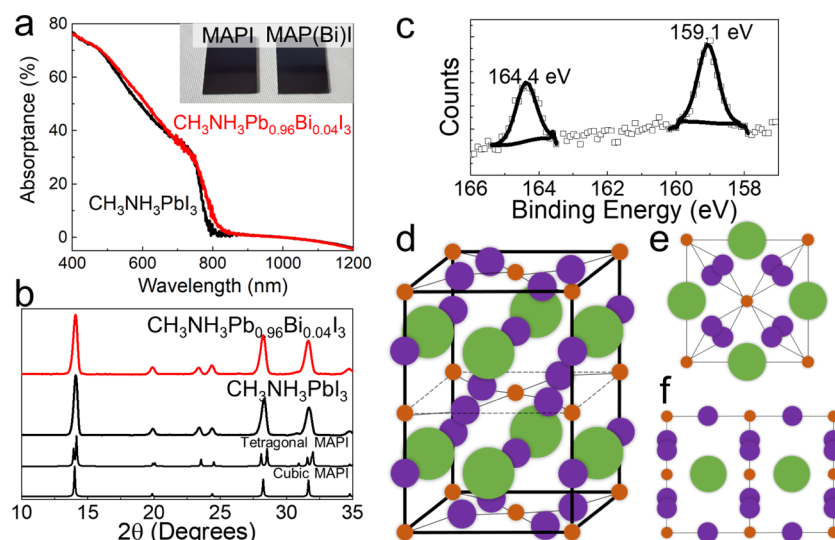 a
80
60
40
20
0
Absorptance (%)
MAPI MAP(Bi)I
CH₃NH₃Pb₀.₉₆Bi₀.₀₄I₃
CH₃NH₃PbI₃
400 600 800 1000 1200
Wavelength (nm)
b
CH₃NH₃Pb₀.₉₆Bi₀.₀₄I₃
CH₃NH₃PbI₃
Tetragonal MAPI
Cubic MAPI
10 15 20 25 30 35
2θ (Degrees)
c
Counts
164.4 eV
159.1 eV
166 164 162 160 158
Binding Energy (eV)
d
e
f